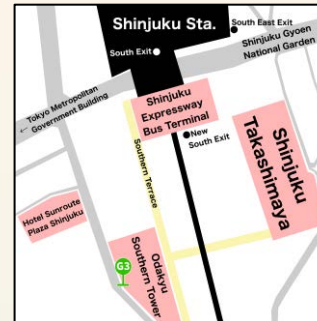 Shinjuku Sta.
South East Exit
South Exit
Shinjuku Gyoen
National Garden
← Tokyo Metropolitan
Government Building
Shinjuku
Expressway
Bus Terminal
New
South Exit
Southern Terrace
Shinjuku
Takashimaya
Hotel Sunroute
Plaza Shinjuku
G3
Odakyu
Southern Tower